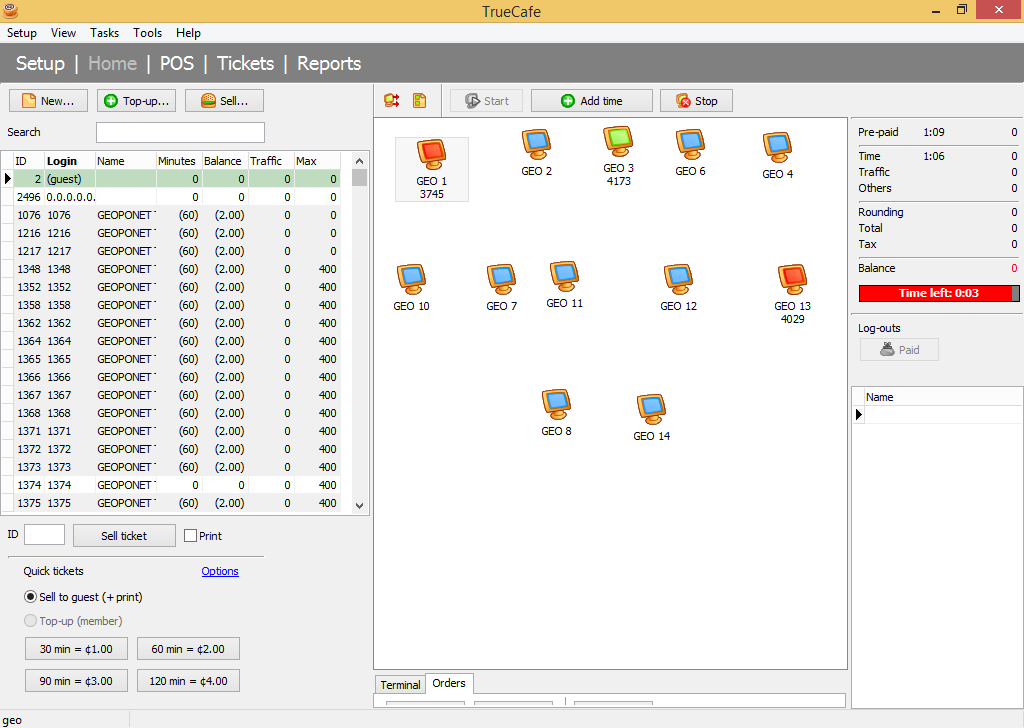 TrueCafe
Setup View Tasks Tools Help
Setup | Home | POS | Tickets | Reports
New... Top-up... Sell...
Search
ID Login Name Minutes Balance Traffic Max
2 (guest) 0 0 0 0
2496 0.0.0.0.0. 0 0 0 0
1076 1076 GEOPONET (60) (2.00) 0 0
1216 1216 GEOPONET (60) (2.00) 0 0
1217 1217 GEOPONET (60) (2.00) 0 0
1348 1348 GEOPONET (60) (2.00) 0 400
1352 1352 GEOPONET (60) (2.00) 0 400
1358 1358 GEOPONET (60) (2.00) 0 400
1362 1362 GEOPONET (60) (2.00) 0 400
1364 1364 GEOPONET (60) (2.00) 0 400
1365 1365 GEOPONET (60) (2.00) 0 400
1366 1366 GEOPONET (60) (2.00) 0 400
1367 1367 GEOPONET (60) (2.00) 0 400
1368 1368 GEOPONET (60) (2.00) 0 400
1371 1371 GEOPONET (60) (2.00) 0 400
1372 1372 GEOPONET (60) (2.00) 0 400
1373 1373 GEOPONET (60) (2.00) 0 400
1374 1374 GEOPONET 0 0 0 400
1375 1375 GEOPONET (60) (2.00) 0 400
ID Sell ticket Print
Quick tickets Options
Sell to guest (+print)
Top-up (member)
30 min = ¢1.00 60 min = ¢2.00
90 min = ¢3.00 120 min = ¢4.00
geo
Start Add time Stop
GEO 1
3745
GEO 2
GEO 3
4173
GEO 6
GEO 4
GEO 10
GEO 7
GEO 11
GEO 12
GEO 13
4029
GEO 8
GEO 14
Terminal Orders
Pre-paid 1:09 0
Time 1:06 0
Traffic 0
Others 0
Rounding 0
Total 0
Tax 0
Balance 0
Time left: 0:03
Log-outs
Paid
Name